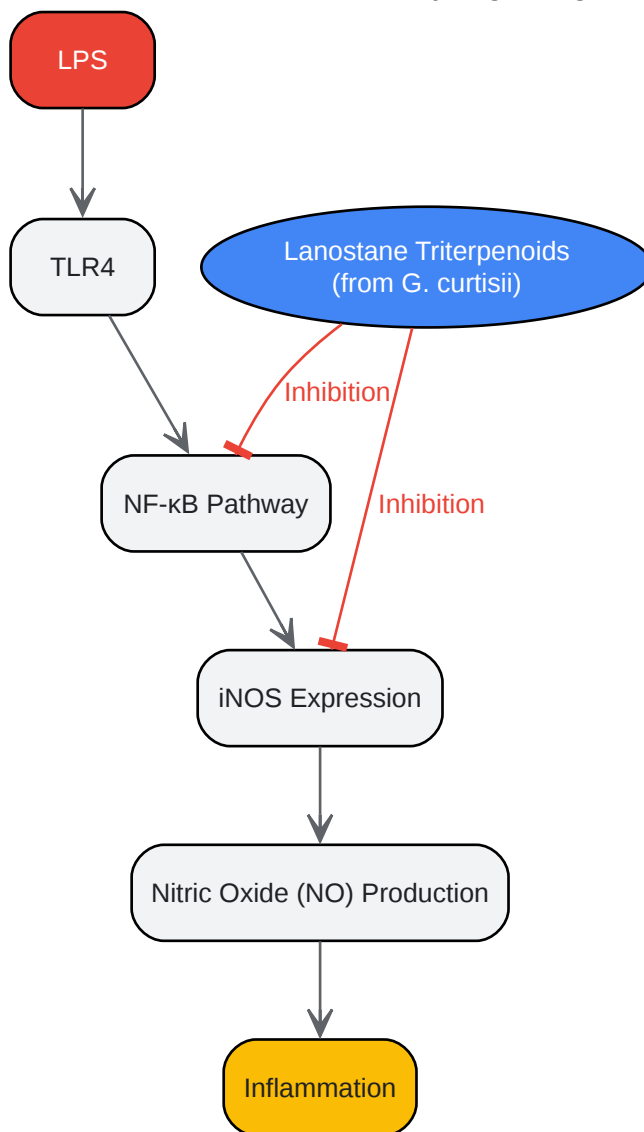 LPS
TLR4
Lanostane Triterpenoids
(from G. curtisii)
Inhibition
NF-κB Pathway
Inhibition
iNOS Expression
Nitric Oxide (NO) Production
Inflammation